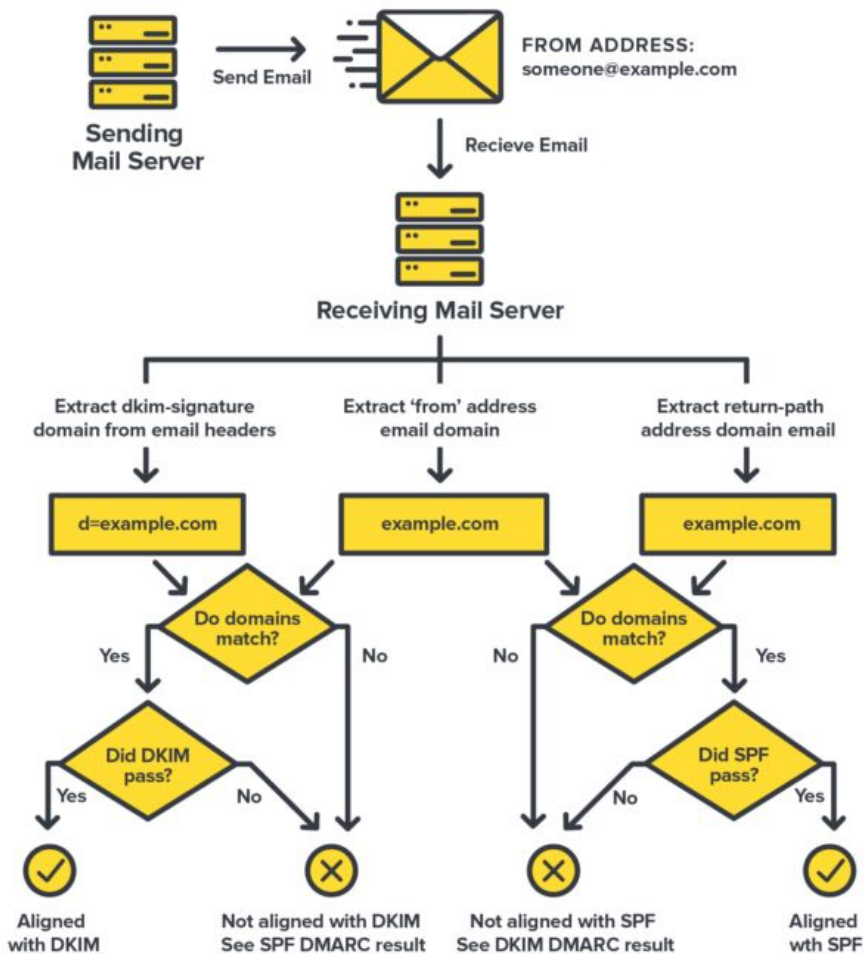 Send Email
FROM ADDRESS:
someone@example.com
Sending
Mail Server
Recieve Email
Receiving Mail Server
Extract dkim-signature
domain from email headers
Extract ‘from’ address
email domain
Extract return-path
address domain email
d=example.com
example.com
example.com
Do domains
match?
Do domains
match?
Yes
No
No
Yes
Did DKIM
pass?
Did SPF
pass?
Yes
No
No
Yes
Aligned
with DKIM
Not aligned with DKIM
See SPF DMARC result
Not aligned with SPF
See DKIM DMARC result
Aligned
wth SPF